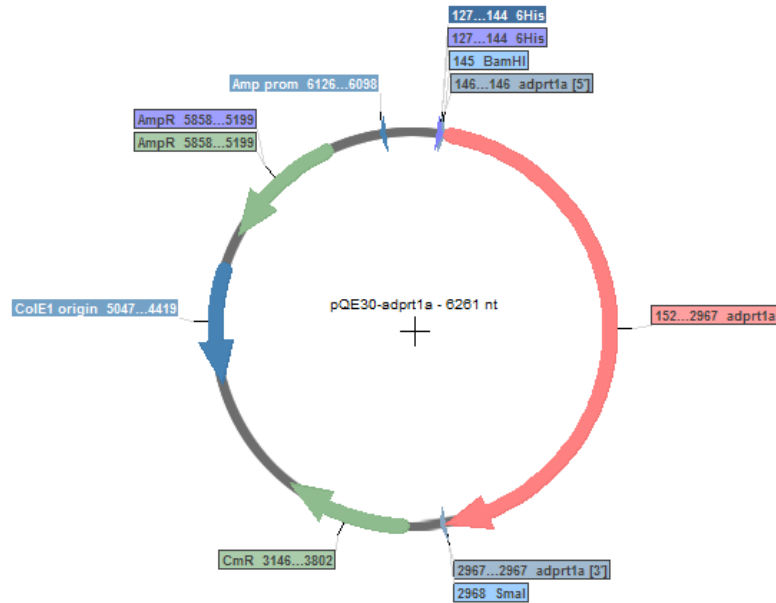 127...144 6His
127...144 6His
145 BamHI
146...146 adprt1a [5']
Amp prom 6126...6098
AmpR 5858...5199
AmpR 5858...5199
ColE1 origin 5047...4419
pQE30-adprt1a - 6261 nt
152...2967 adprt1a
CmR 3146...3802
2967...2967 adprt1a [3']
2968 SmaI